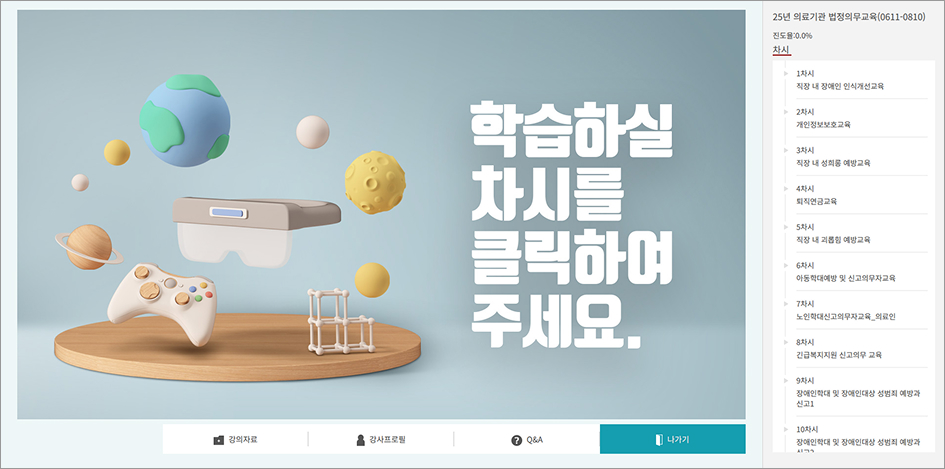 학습하실
차시를
클릭하여
주세요.
강의자료
강사프로필
Q&A
나가기
25년 의료기관 법정의무교육(0611-0810)
진도율:0.0%
차시
1차시
직장 내 장애인 인식개선교육
2차시
개인정보보호교육
3차시
직장 내 성희롱 예방교육
4차시
퇴직연금교육
5차시
직장 내 괴롭힘 예방교육
6차시
아동학대예방 및 신고의무자교육
7차시
노인학대신고의무자교육_의료인
8차시
긴급복지지원 신고의무 교육
9차시
장애인학대 및 장애인대상 성범죄 예방과
신고1
10차시
장애인학대 및 장애인대상 성범죄 예방과